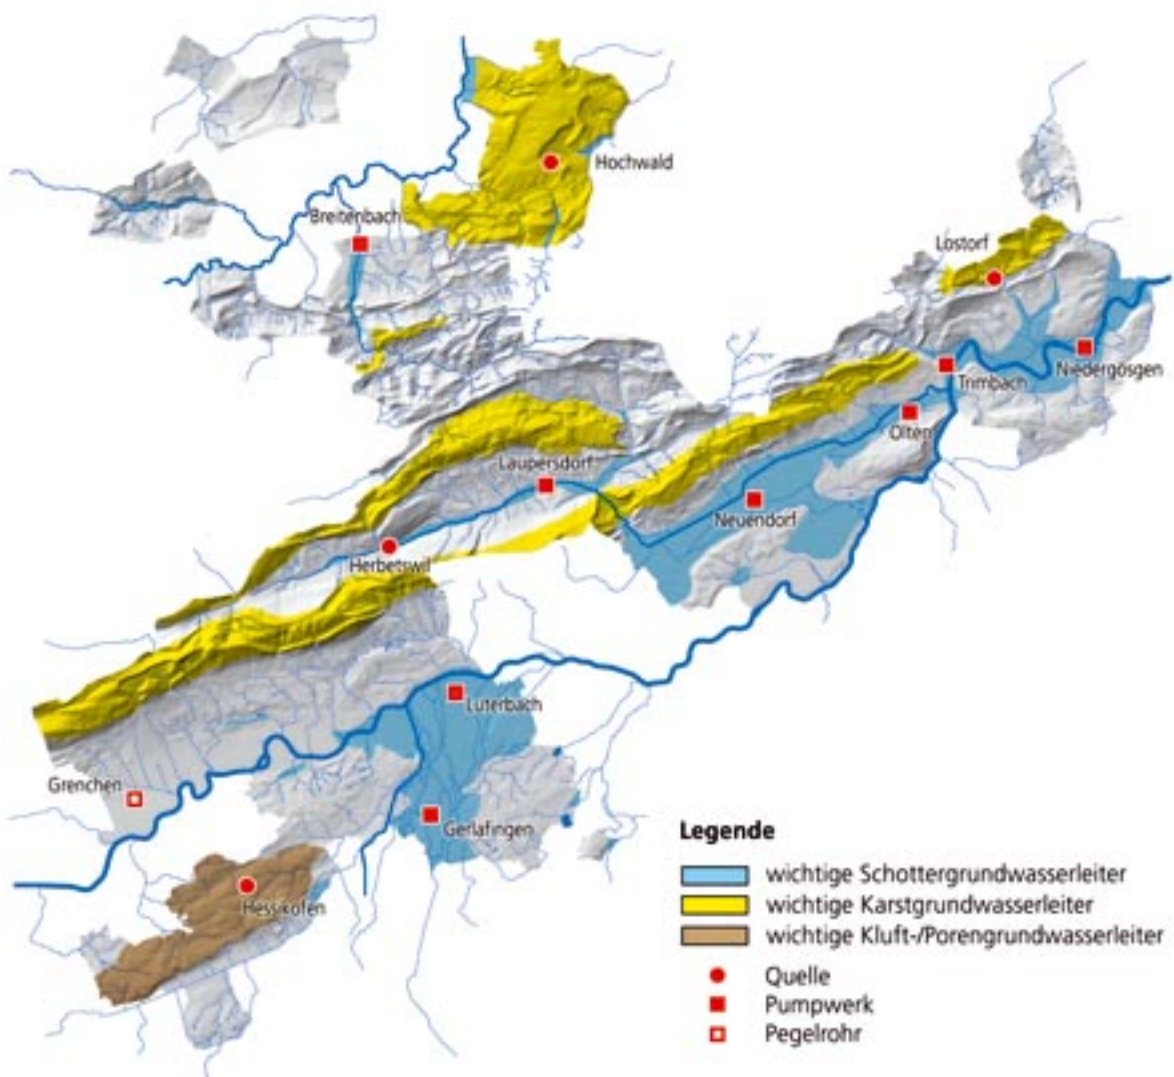 Hochwald
Breitenbach
Lostorf
Niedergösgen
Trimbach
Olten
Laupersdorf
Neuendorf
Herbetswil
Luterbach
Grenchen
Gerlafingen
Hessikofen
Legende
wichtige Schottergrundwasserleiter
wichtige Karstgrundwasserleiter
wichtige Kluft-/Porengrundwasserleiter
Quelle
Pumpwerk
Pegelrohr